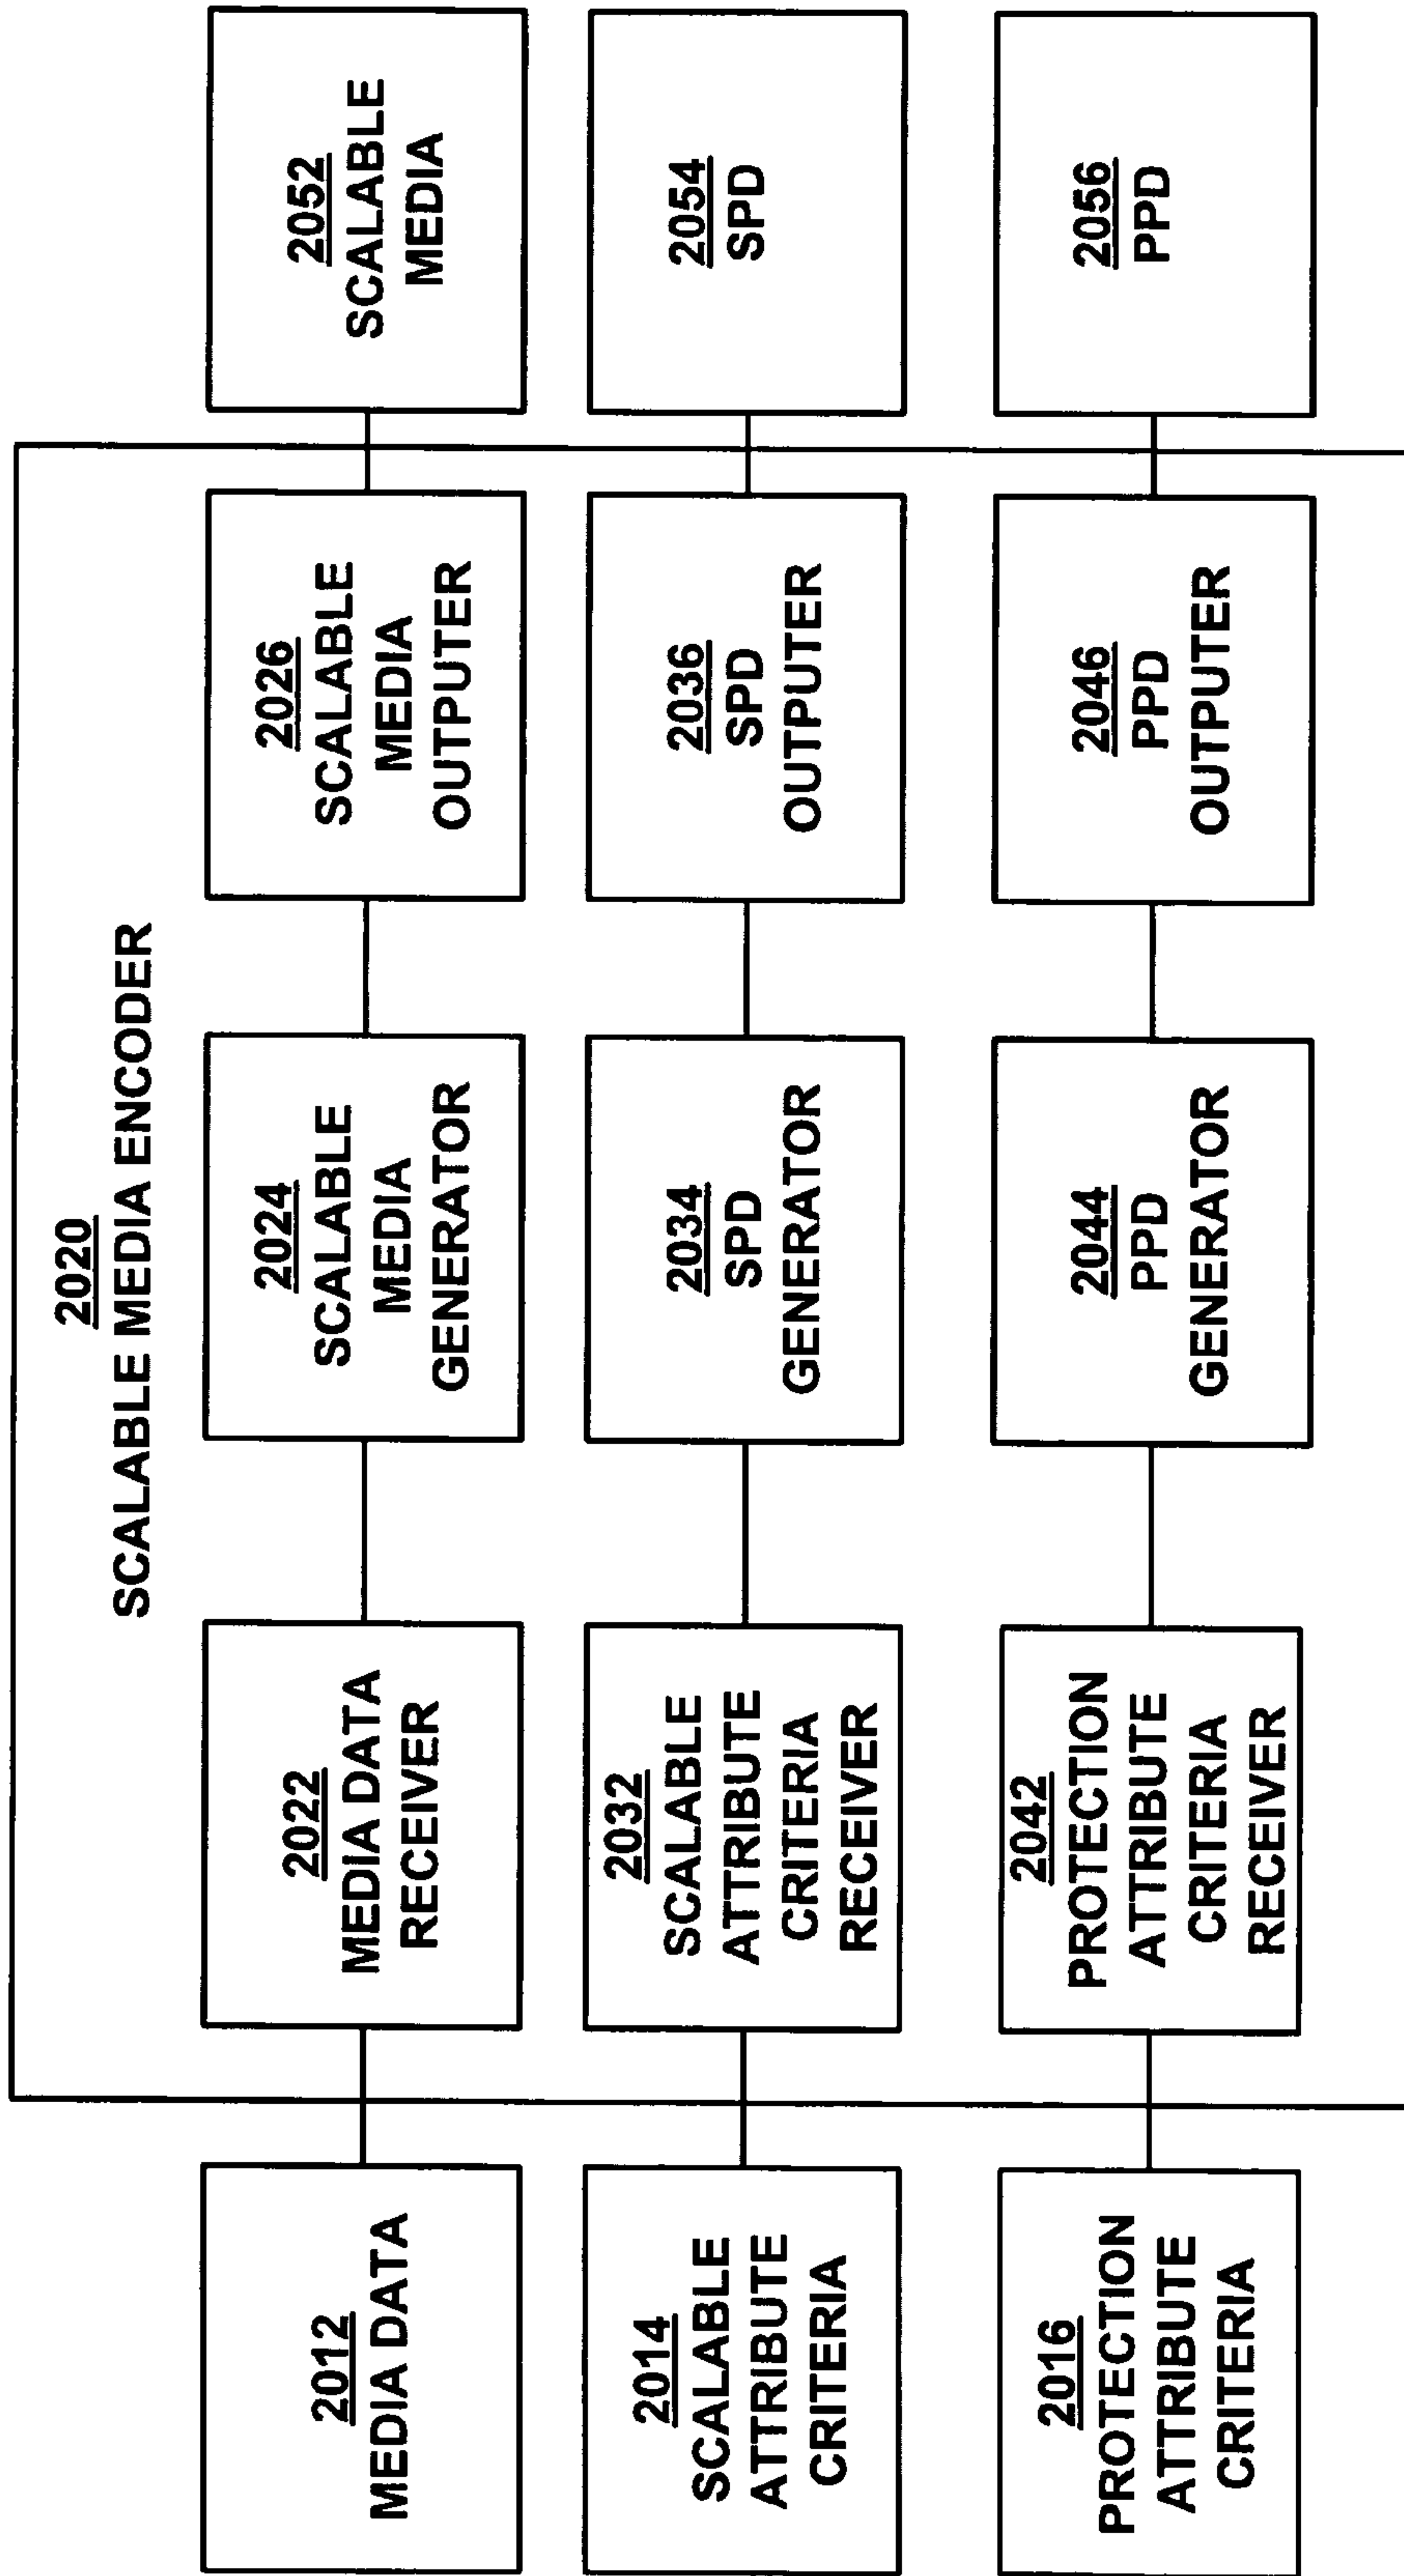 2020
SCALABLE MEDIA ENCODER
2012
MEDIA DATA
2022
MEDIA DATA
RECEIVER
2024
SCALABLE
MEDIA
GENERATOR
2026
SCALABLE
MEDIA
OUTPUTER
2052
SCALABLE
MEDIA
2014
SCALABLE
ATTRIBUTE
CRITERIA
2032
SCALABLE
ATTRIBUTE
CRITERIA
RECEIVER
2034
SPD
GENERATOR
2036
SPD
OUTPUTER
2054
SPD
2016
PROTECTION
ATTRIBUTE
CRITERIA
2042
PROTECTION
ATTRIBUTE
CRITERIA
RECEIVER
2044
PPD
GENERATOR
2046
PPD
OUTPUTER
2056
PPD